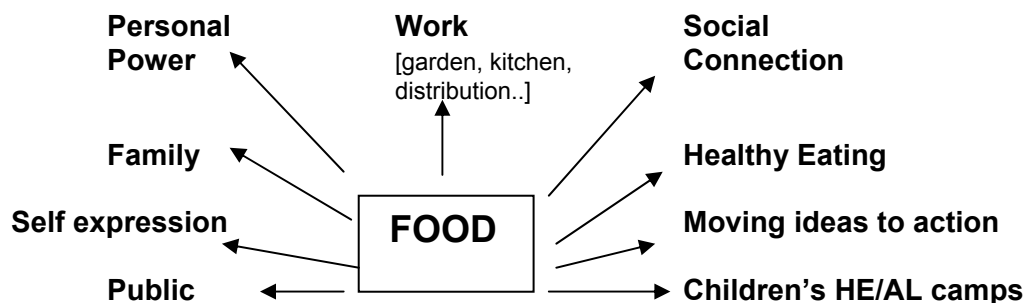 Personal
Power
Work
[garden, kitchen,
distribution..]
Social
Connection
Family
Healthy Eating
Self expression
FOOD
Moving ideas to action
Public
Children's HE/AL camps